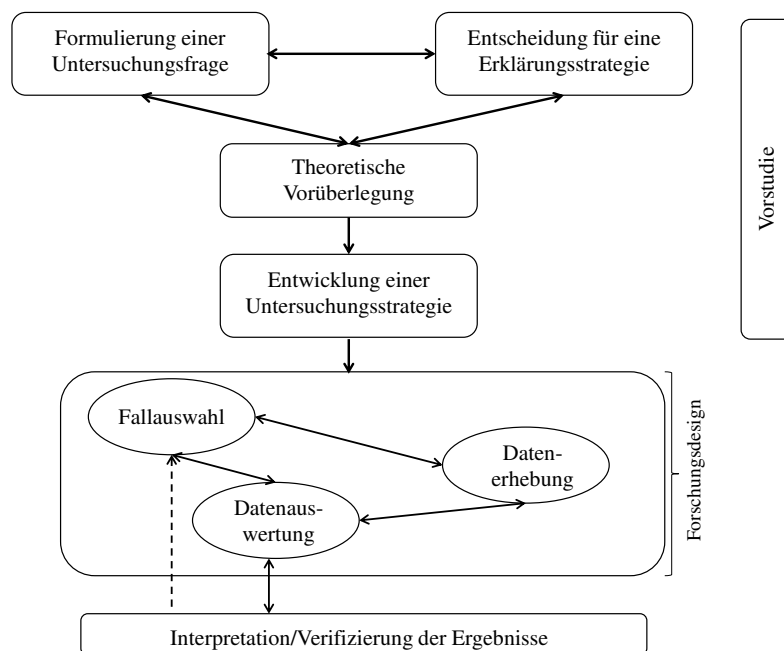 Formulierung einer
Untersuchungsfrage
Entscheidung für eine
Erklärungsstrategie
Vorstudie
Theoretische
Vorüberlegung
Entwicklung einer
Untersuchungsstrategie
Fallauswahl
Daten-
erhebung
Datenaus-
wertung
Forschungsdesign
Interpretation/Verifizierung der Ergebnisse